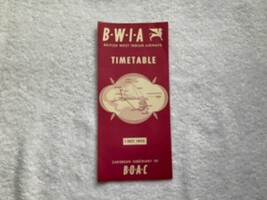 B·W·I·A
BRITISH WEST INDIAN AIRWAYS
TIMETABLE
CARIBBEAN SUBSIDIARY OF
B·O·A·C